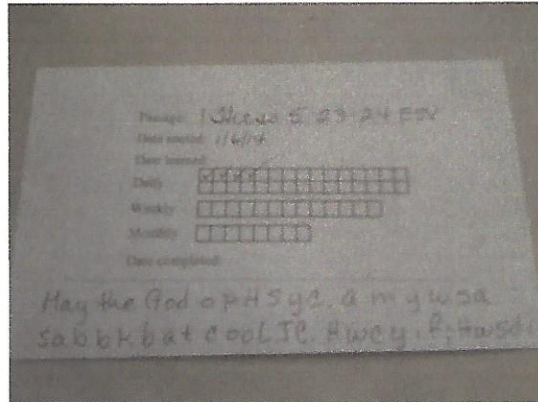 Passage: 1 Thess 5:23-24 ESV
Date started: 1/6/14
Date learned:
Daily
Weekly
Monthly
Date completed:
May the God o p H S y c. a m y w s a
s a b b k b a t c o o L J C. H w c y i f; H w s d i